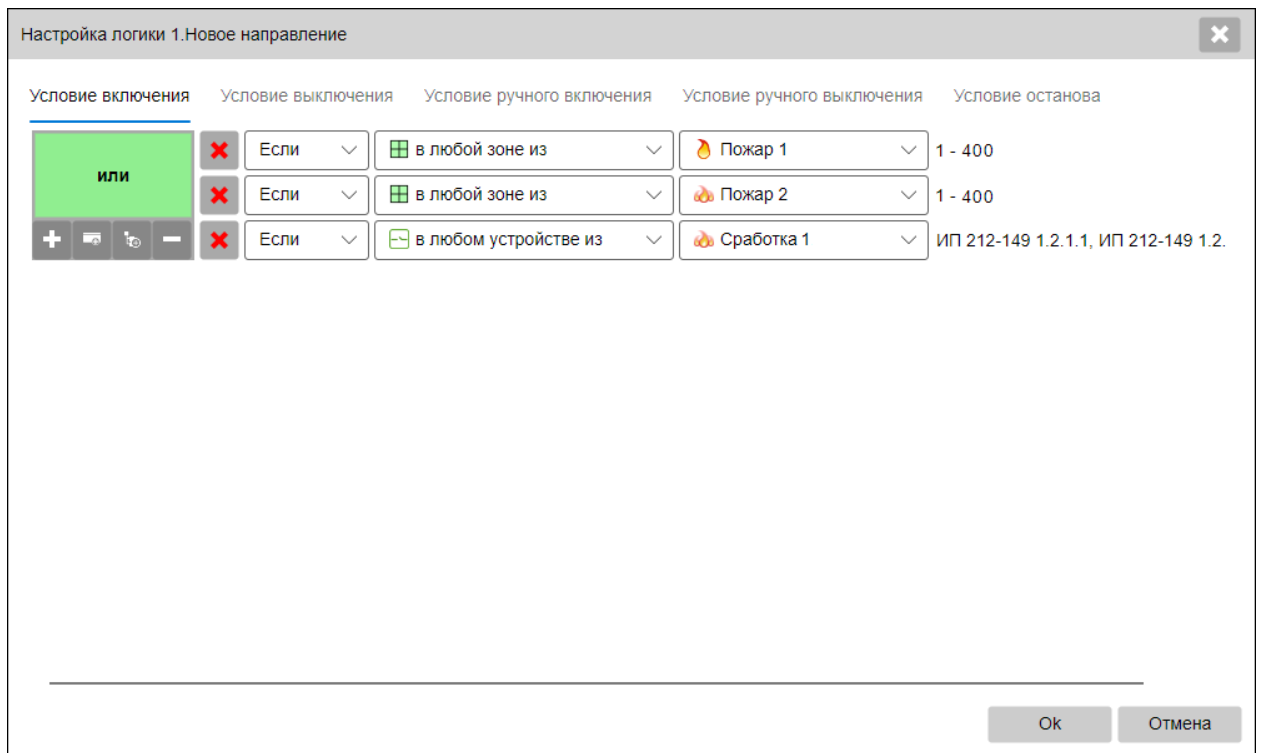 Настройка логики 1.Новое направление
Условие включения Условие выключения Условие ручного включения Условие ручного выключения Условие останова
или
Если в любой зоне из Пожар 1 1 - 400
Если в любой зоне из Пожар 2 1 - 400
Если в любом устройстве из Сработка 1 ИП 212-149 1.2.1.1, ИП 212-149 1.2.
Ok Отмена